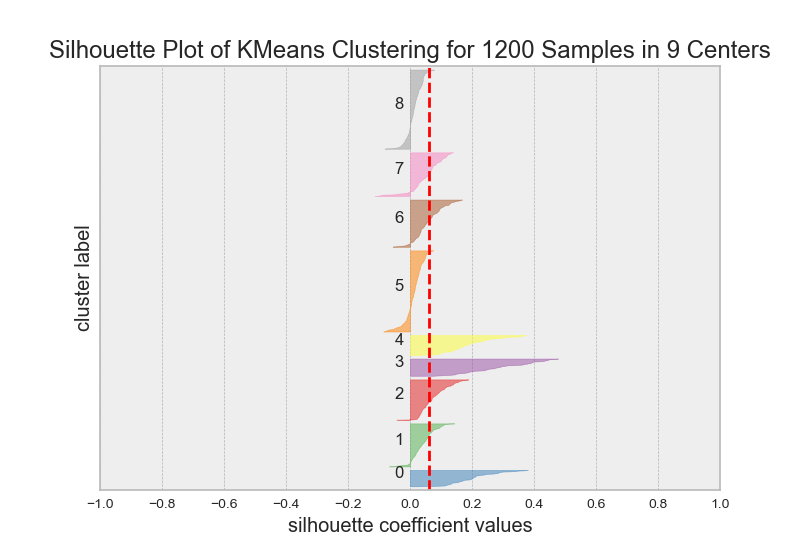 Silhouette Plot of KMeans Clustering for 1200 Samples in 9 Centers
8
7
6
5
4
3
2
1
0
cluster label
−1.0 −0.8 −0.6 −0.4 −0.2 0.0 0.2 0.4 0.6 0.8 1.0
silhouette coefficient values